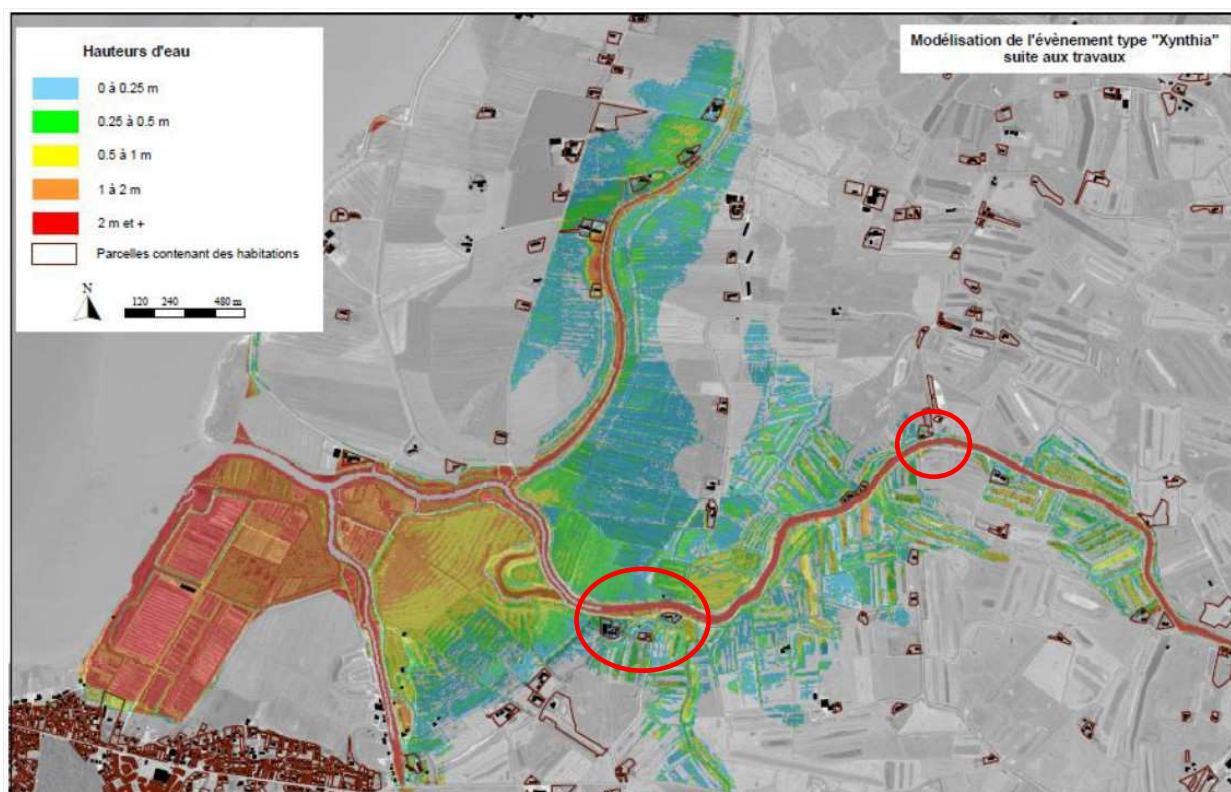 Hauteurs d'eau
0 à 0.25 m
0.25 à 0.5 m
0.5 à 1 m
1 à 2 m
2 m et +
Parcelles contenant des habitations
N
120 240 480 m
Modélisation de l'évènement type "Xynthia"
suite aux travaux